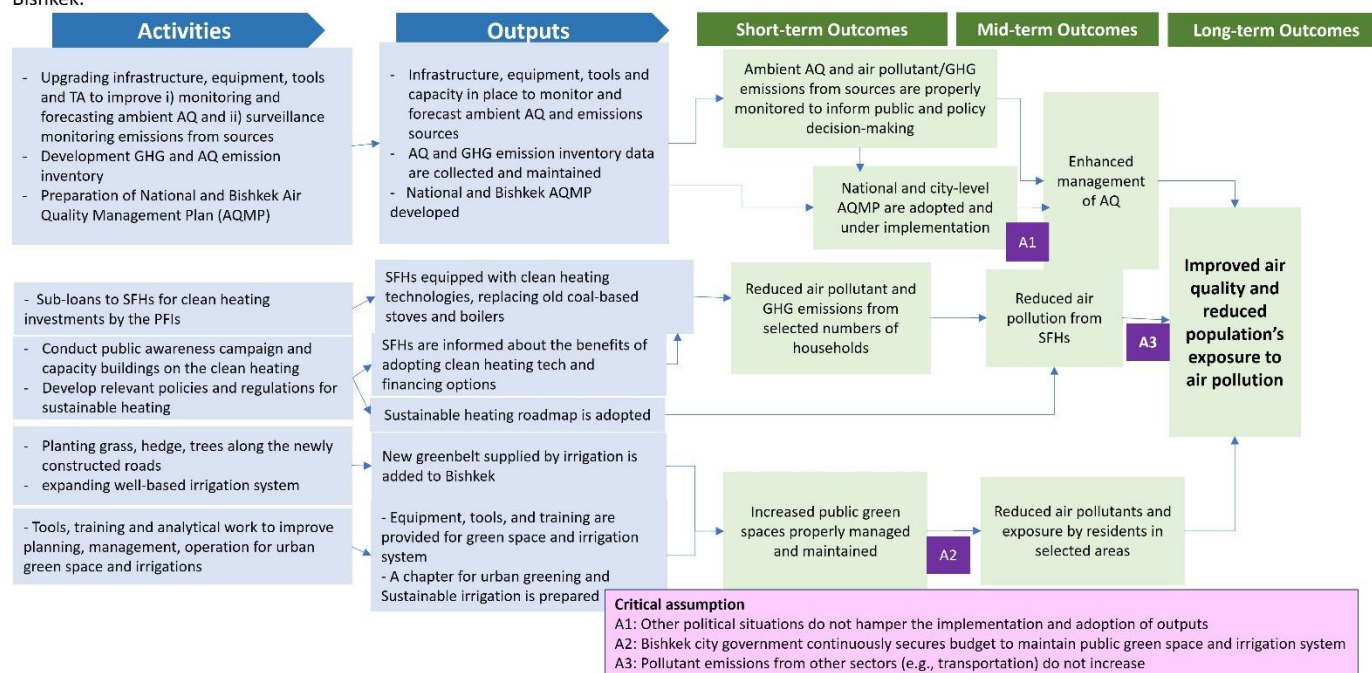 Bishkek.
Activities
Outputs
Short-term Outcomes
Mid-term Outcomes
Long-term Outcomes
- Upgrading infrastructure, equipment, tools
and TA to improve i) monitoring and
forecasting ambient AQ and ii) surveillance
monitoring emissions from sources
- Development GHG and AQ emission
inventory
- Preparation of National and Bishkek Air
Quality Management Plan (AQMP)
- Infrastructure, equipment, tools and
capacity in place to monitor and
forecast ambient AQ and emissions
sources
- AQ and GHG emission inventory data
are collected and maintained
- National and Bishkek AQMP
developed
Ambient AQ and air pollutant/GHG
emissions from sources are properly
monitored to inform public and policy
decision-making
National and city-level
AQMP are adopted and
under implementation
A1
Enhanced
management
of AQ
- Sub-loans to SFHs for clean heating
investments by the PFIs
- Conduct public awareness campaign and
capacity buildings on the clean heating
- Develop relevant policies and regulations for
sustainable heating
SFHs equipped with clean heating
technologies, replacing old coal-based
stoves and boilers
SFHs are informed about the benefits of
adopting clean heating tech and
financing options
Sustainable heating roadmap is adopted
Reduced air pollutant and
GHG emissions from
selected numbers of
households
Reduced air
pollution from
SFHs
A3
Improved air
quality and
reduced
population's
exposure to
air pollution
- Planting grass, hedge, trees along the newly
constructed roads
- expanding well-based irrigation system
- Tools, training and analytical work to improve
planning, management, operation for urban
green space and irrigations
New greenbelt supplied by irrigation is
added to Bishkek
- Equipment, tools, and training are
provided for green space and irrigation
system
- A chapter for urban greening and
Sustainable irrigation is prepared
Increased public green
spaces properly managed
and maintained
A2
Reduced air pollutants and
exposure by residents in
selected areas
Critical assumption
A1: Other political situations do not hamper the implementation and adoption of outputs
A2: Bishkek city government continuously secures budget to maintain public green space and irrigation system
A3: Pollutant emissions from other sectors (e.g., transportation) do not increase